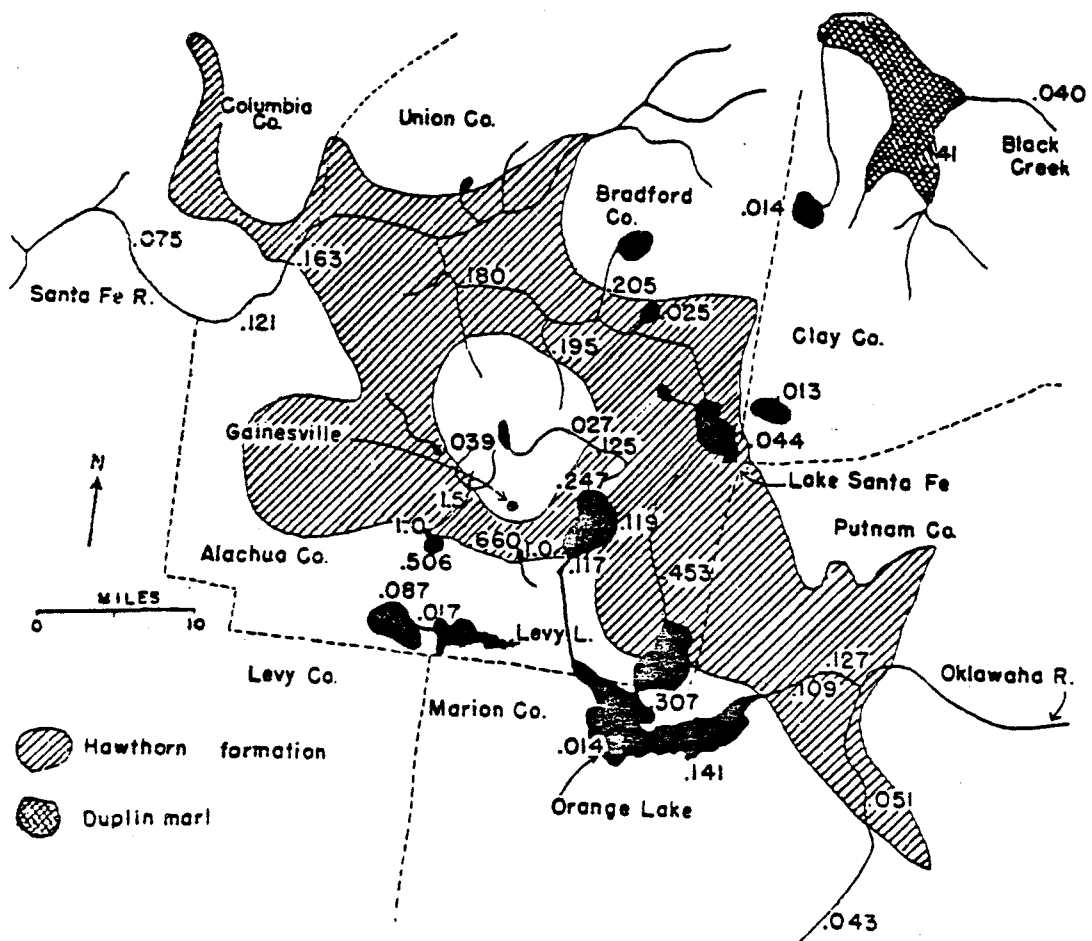 Columbia
Co.
Union Co.
.040
Black
Creek
41
Bradford
Co.
.014
.075
.163
.180
.205
.025
Santa Fe R.
.121
.195
Clay Co.
.013
Gainesville
.039
.027
.125
.044
N
.247
Lake Santa Fe
1.5
.119
1.0
.660
1.0
.117
Putnam Co.
Alachua Co.
.506
.453
MILES
0 10
.087
.017
Levy L.
.127
Levy Co.
.109
Oklawaha R.
Marion Co.
.307
Hawthorn formation
.014
.141
Orange Lake
.051
Duplin marl
.043